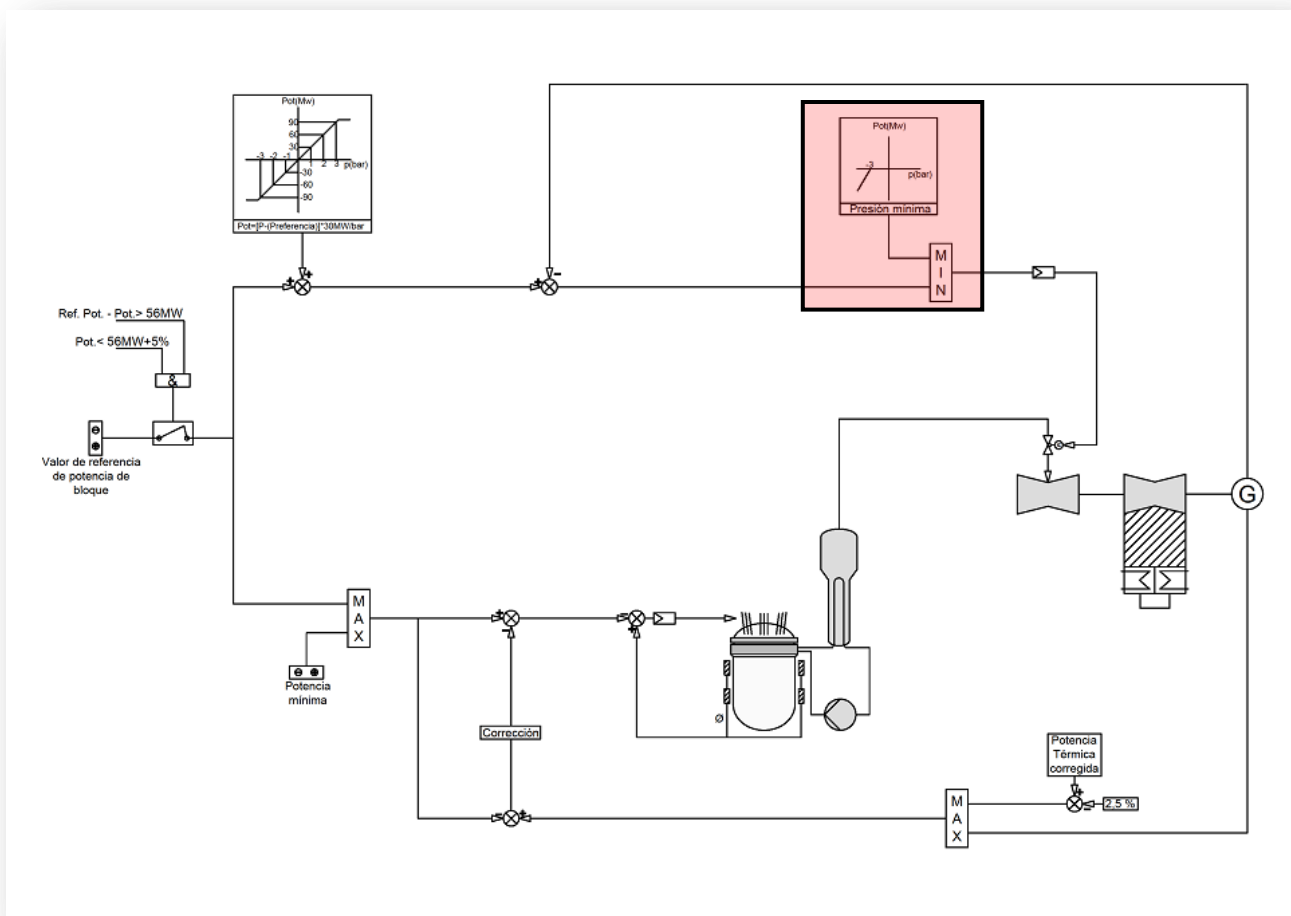 Pot(Mw)
90
60
30
-3 -2 -1
1 2 3 p(bar)
-30
-60
-90
Pot=[P-(Preferencia)]*30MW/bar
Pot(Mw)
-3
p(bar)
Presión mínima
M
I
N
+
+
+
-
Ref. Pot. - Pot.> 56MW
Pot.< 56MW+5%
&
Valor de referencia
de potencia de
bloque
G
M
A
X
Potencia
mínima
+
-
-
+
Corrección
Ø
-
+
Potencia
Térmica
corregida
+
-
2,5 %
M
A
X